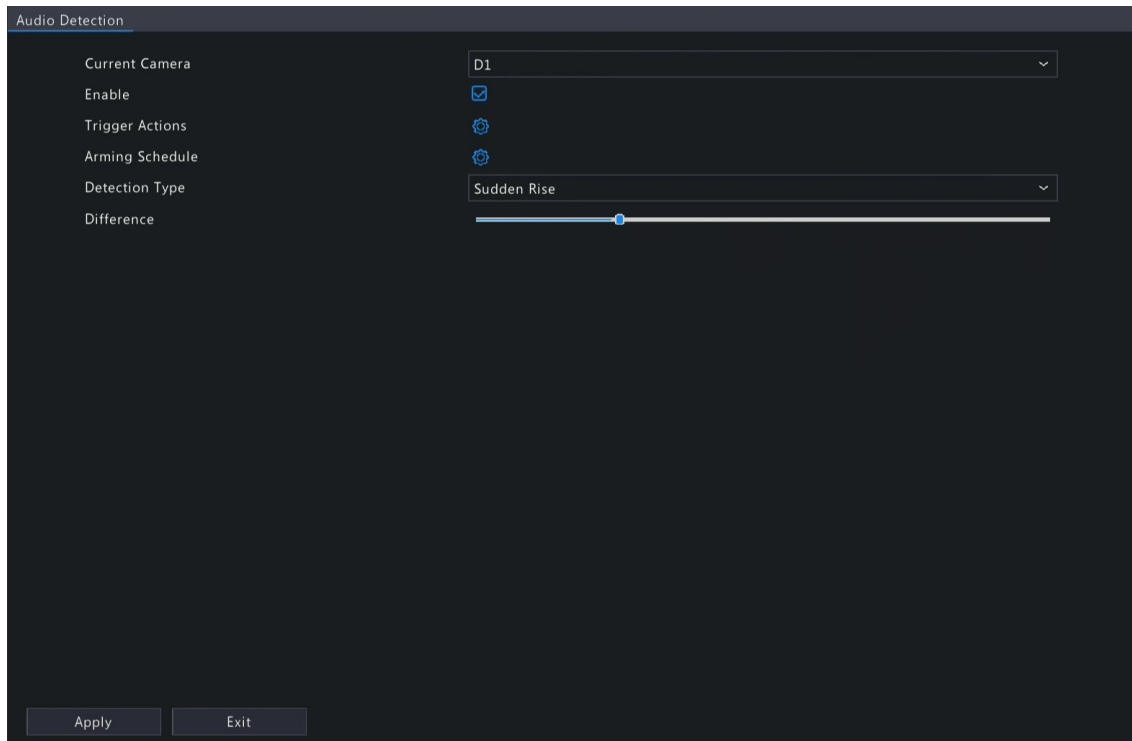 Audio Detection
Current Camera D1
Enable
Trigger Actions
Arming Schedule
Detection Type Sudden Rise
Difference
Apply Exit